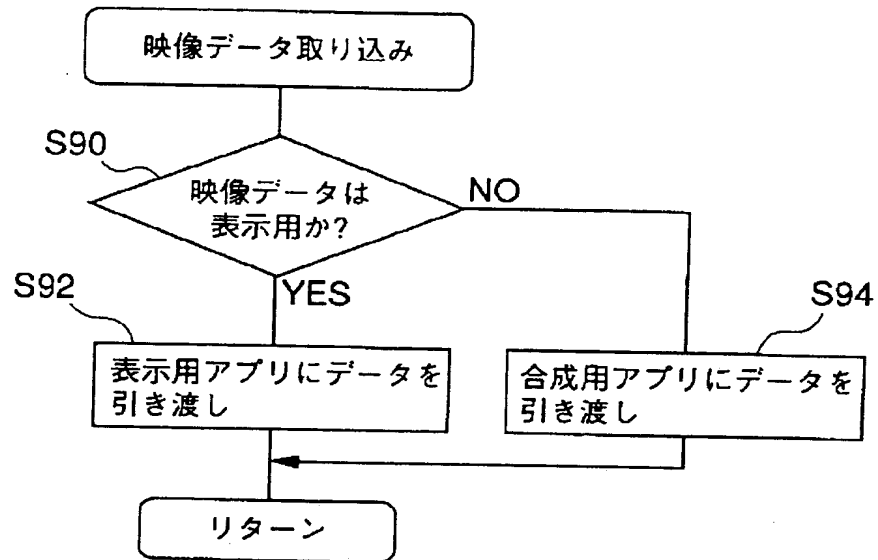 映像データ取り込み
S90
映像データは
表示用か?
NO
YES
S92
表示用アプリにデータを
引き渡し
S94
合成用アプリにデータを
引き渡し
リターン